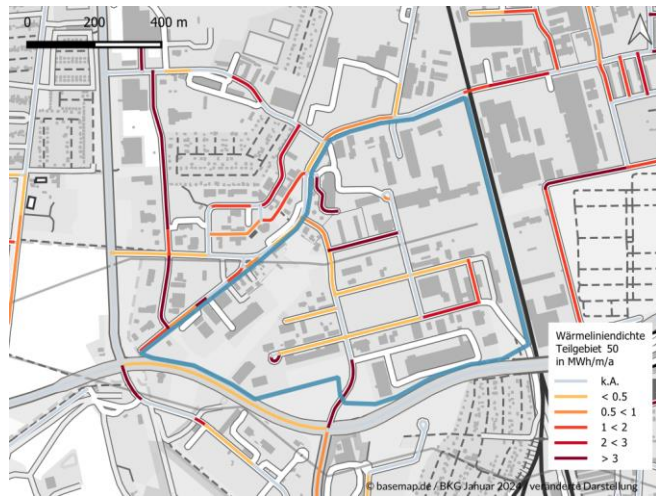 0 200 400 m
Wärmeliniendichte
Teilgebiet 50
in MWh/m/a
k.A.
< 0.5
0.5 < 1
1 < 2
2 < 3
> 3
© basemap.de / BKG Januar 2024 / veränderte Darstellung